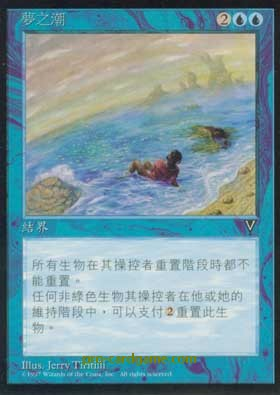 夢之潮
2
結界
V
所有生物在其操控者重置階段時都不
能重置。
任何非綠色生物其操控者在他或她的
維持階段中，可以支付2重置此生
物。
Illus. Jerry Tiritilli
©1997 Wizards of the Coast, Inc. All rights reserved.